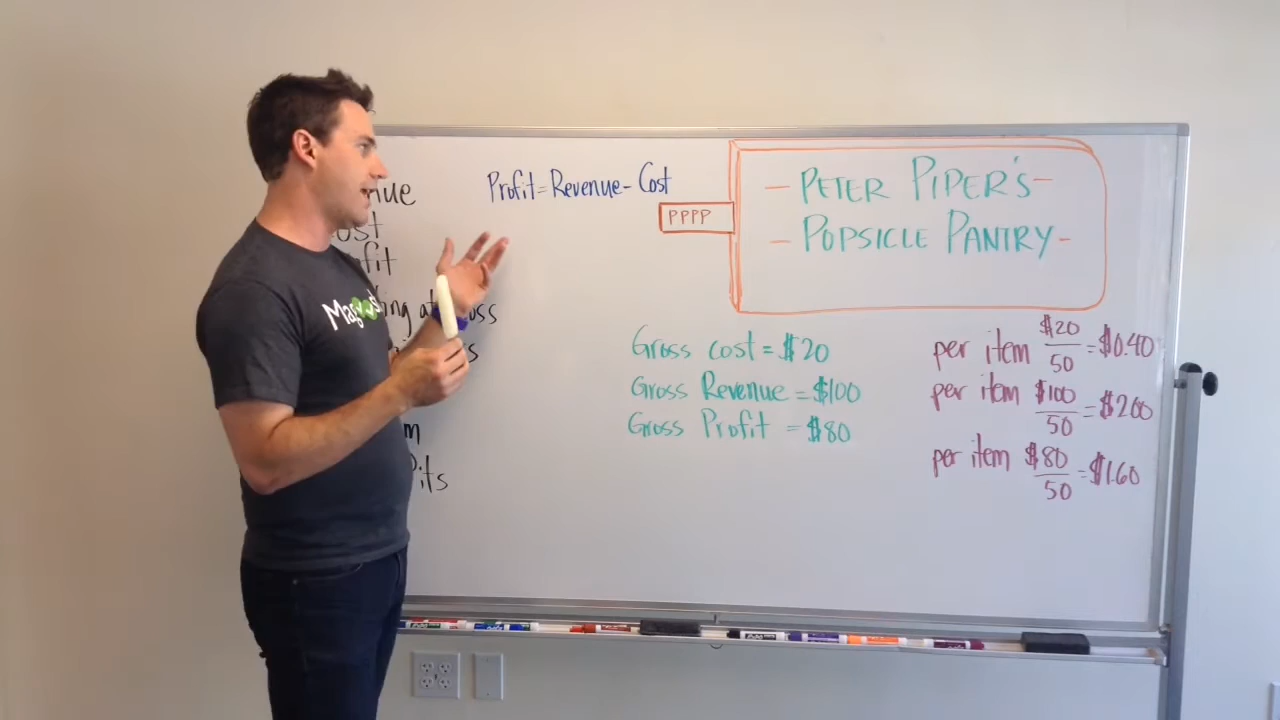 Profit=Revenue-Cost
PPPP
- PETER PIPER'S -
- POPSICLE PANTRY -
Gross cost = $20
Gross Revenue = $100
Gross Profit = $80
per item $20/50 = $0.40
per item $100/50 = $2.00
per item $80/50 = $1.60